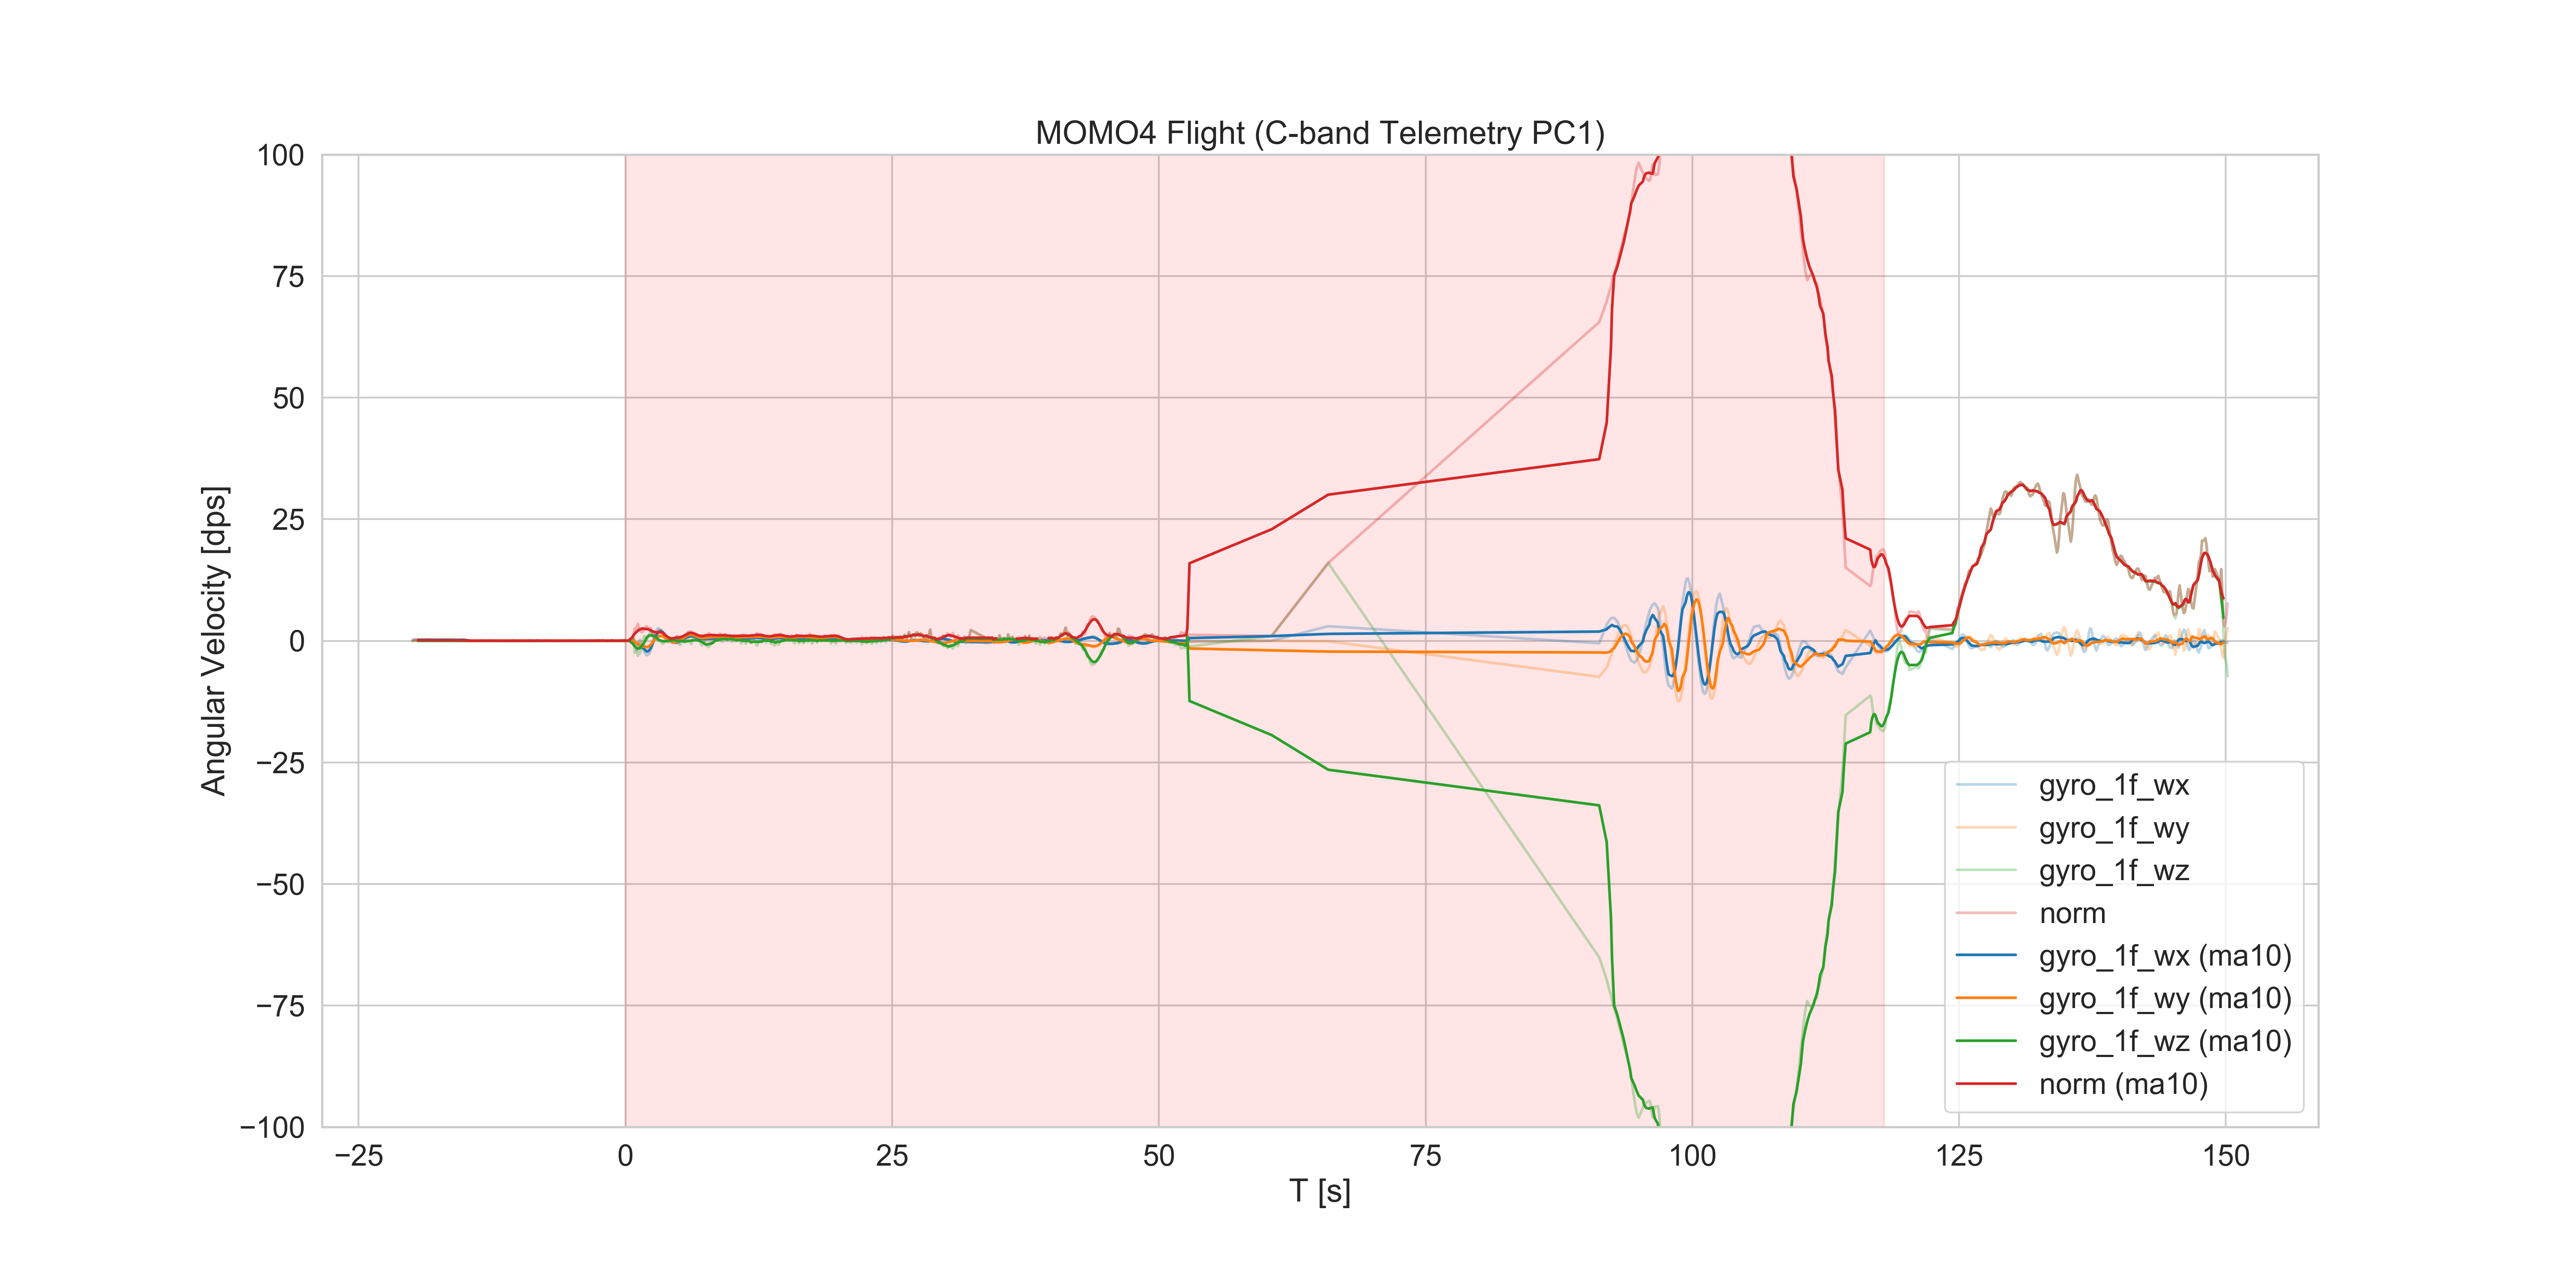 MOMO4 Flight (C-band Telemetry PC1)
100
75
50
25
0
−25
−50
−75
−100
Angular Velocity [dps]
−25
0
25
50
75
100
125
150
T [s]
gyro_1f_wx
gyro_1f_wy
gyro_1f_wz
norm
gyro_1f_wx (ma10)
gyro_1f_wy (ma10)
gyro_1f_wz (ma10)
norm (ma10)